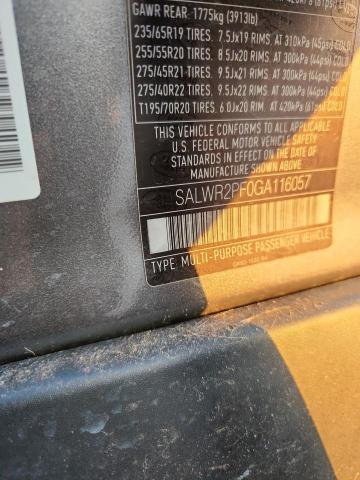 GAWR REAR 1775kg (3913lb)
235/65R19 TIRES. 7.5Jx19 RIMS. AT 310kPa (45psi) COLD
255/55R20 TIRES. 8.5Jx20 RIMS. AT 300kPa (44psi) COLD
275/45R21 TIRES. 9.5Jx21 RIMS. AT 300kPa (44psi) COLD
275/40R22 TIRES. 9.5Jx22 RIMS. AT 300kPa (44psi) COLD
T195/70R20 TIRES. 6.0Jx20 RIMS. AT 420kPa (61psi) COLD
THIS VEHICLE CONFORMS TO ALL APPLICABLE
FEDERAL MOTOR VEHICLE SAFETY
STANDARDS IN EFFECT ON THE DATE OF
MANUFACTURE SHOWN ABOVE
SALWR2PF0GA116057
TYPE: MULTI-PURPOSE PASSENGER VEHICLE